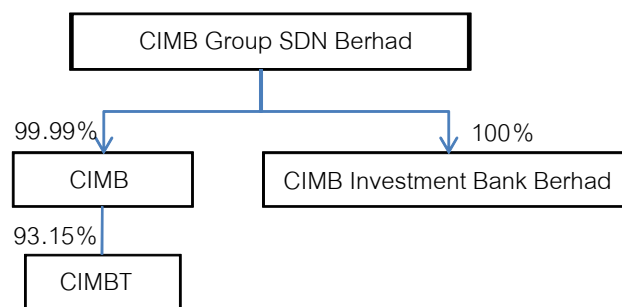 CIMB Group SDN Berhad
99.99%
100%
CIMB
CIMB Investment Bank Berhad
93.15%
CIMBT